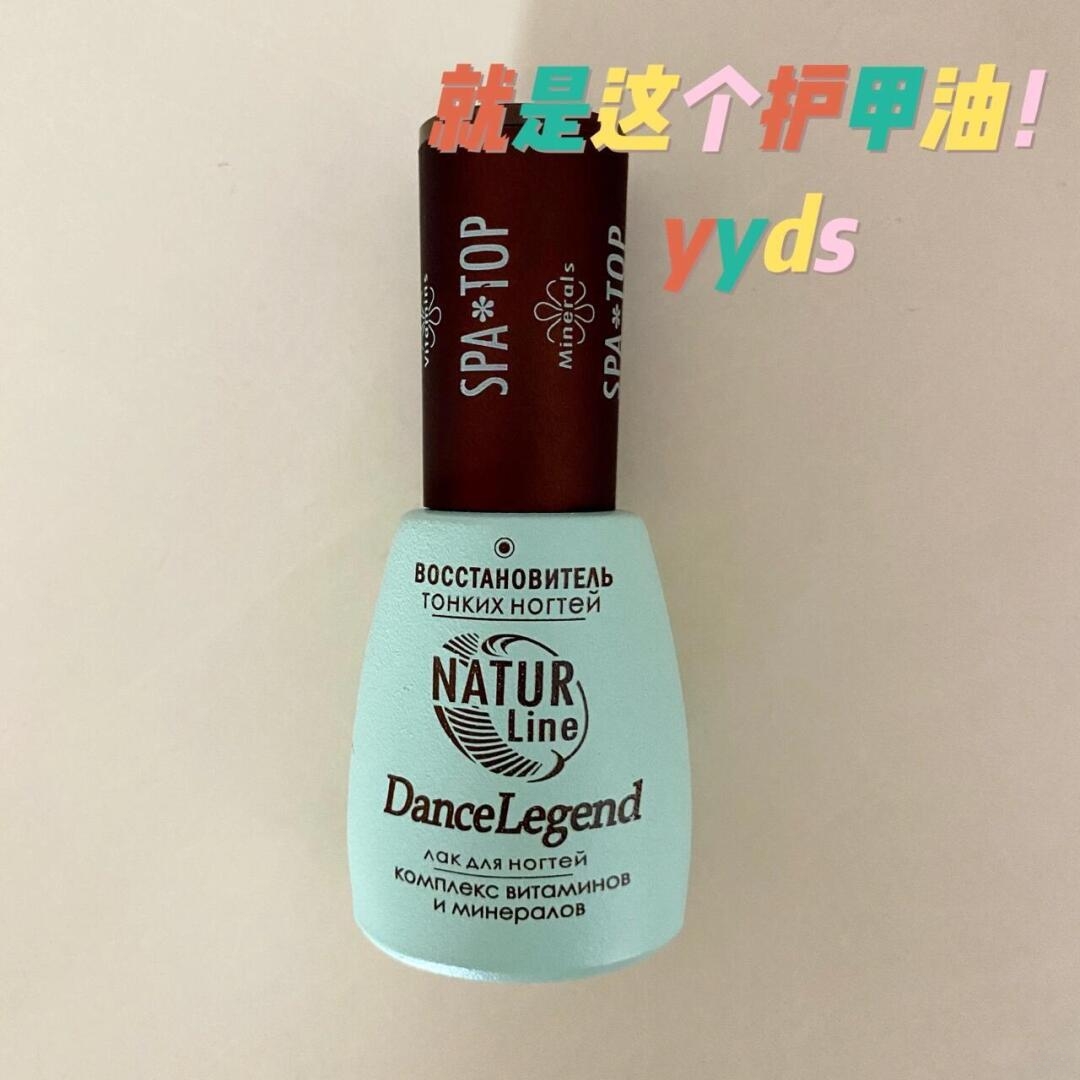 就是这个护甲油！
yyds
SPA*TOP
Minerals
SPA*TOP
Vitamins
ВОССТАНОВИТЕЛЬ
ТОНКИХ НОГТЕЙ
NATUR
Line
DanceLegend
ЛАК ДЛЯ НОГТЕЙ
КОМПЛЕКС ВИТАМИНОВ
И МИНЕРАЛОВ